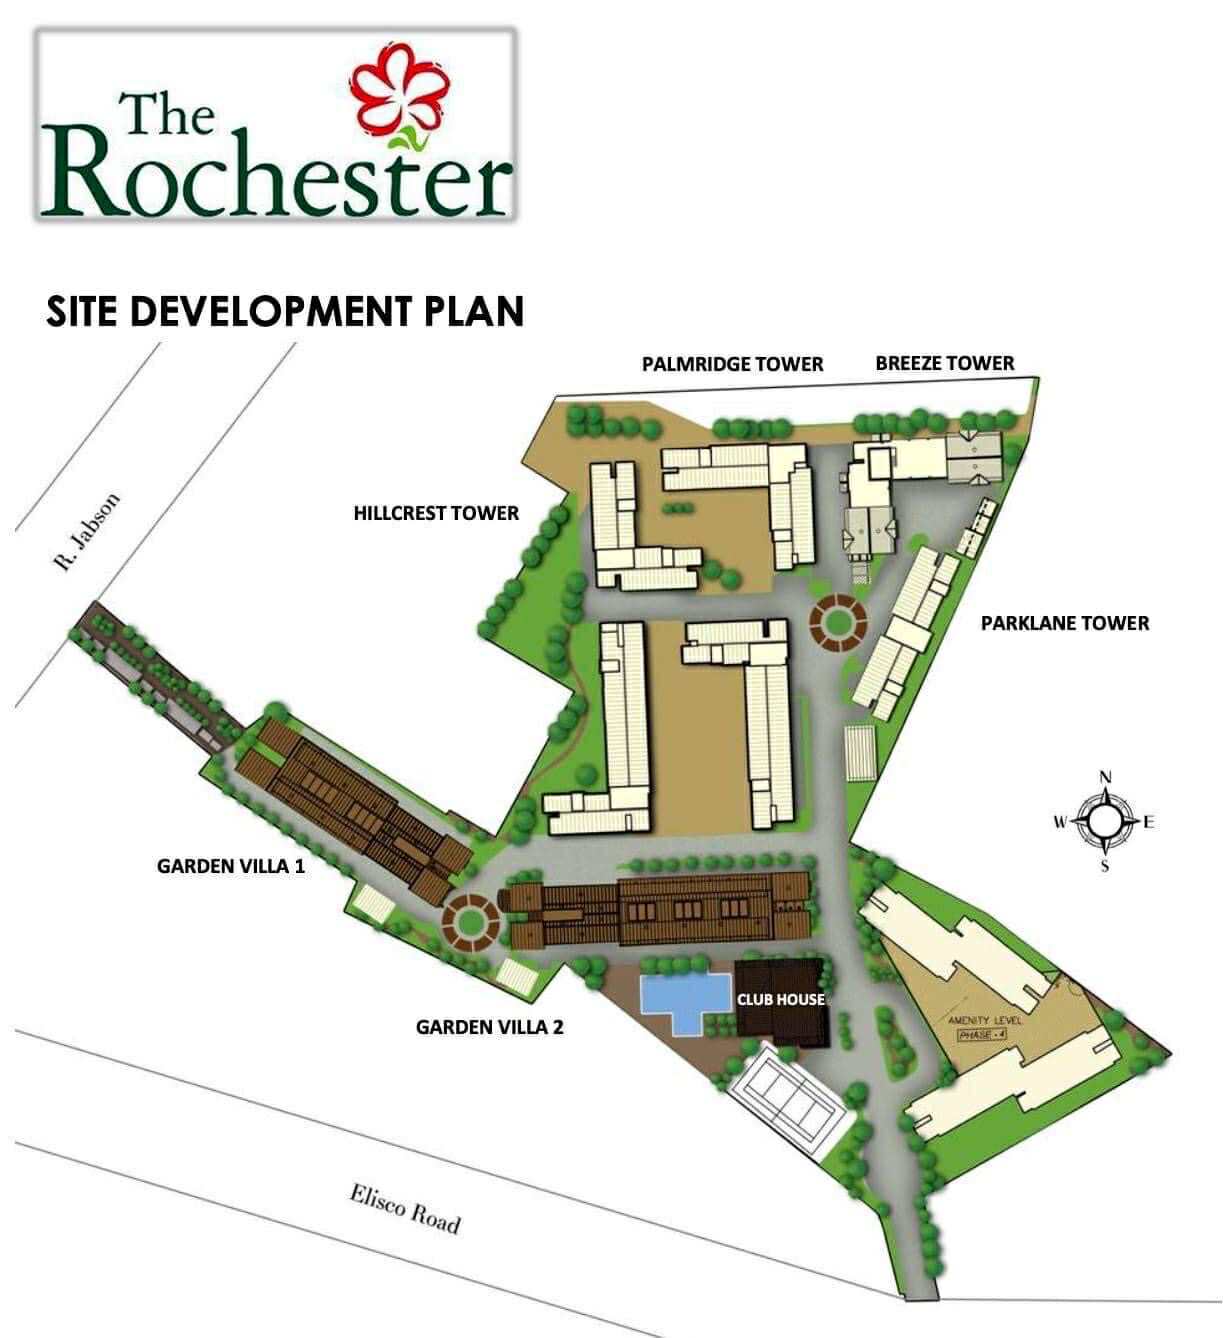 The
ROCHESTER
SITE DEVELOPMENT PLAN
PALMRIDGE TOWER
BREEZE TOWER
HILLCREST TOWER
R. Jabson
PARKLANE TOWER
N
W E
S
GARDEN VILLA 1
CLUB HOUSE
AMENITY LEVEL
PHASE - 4
GARDEN VILLA 2
Elisco Road